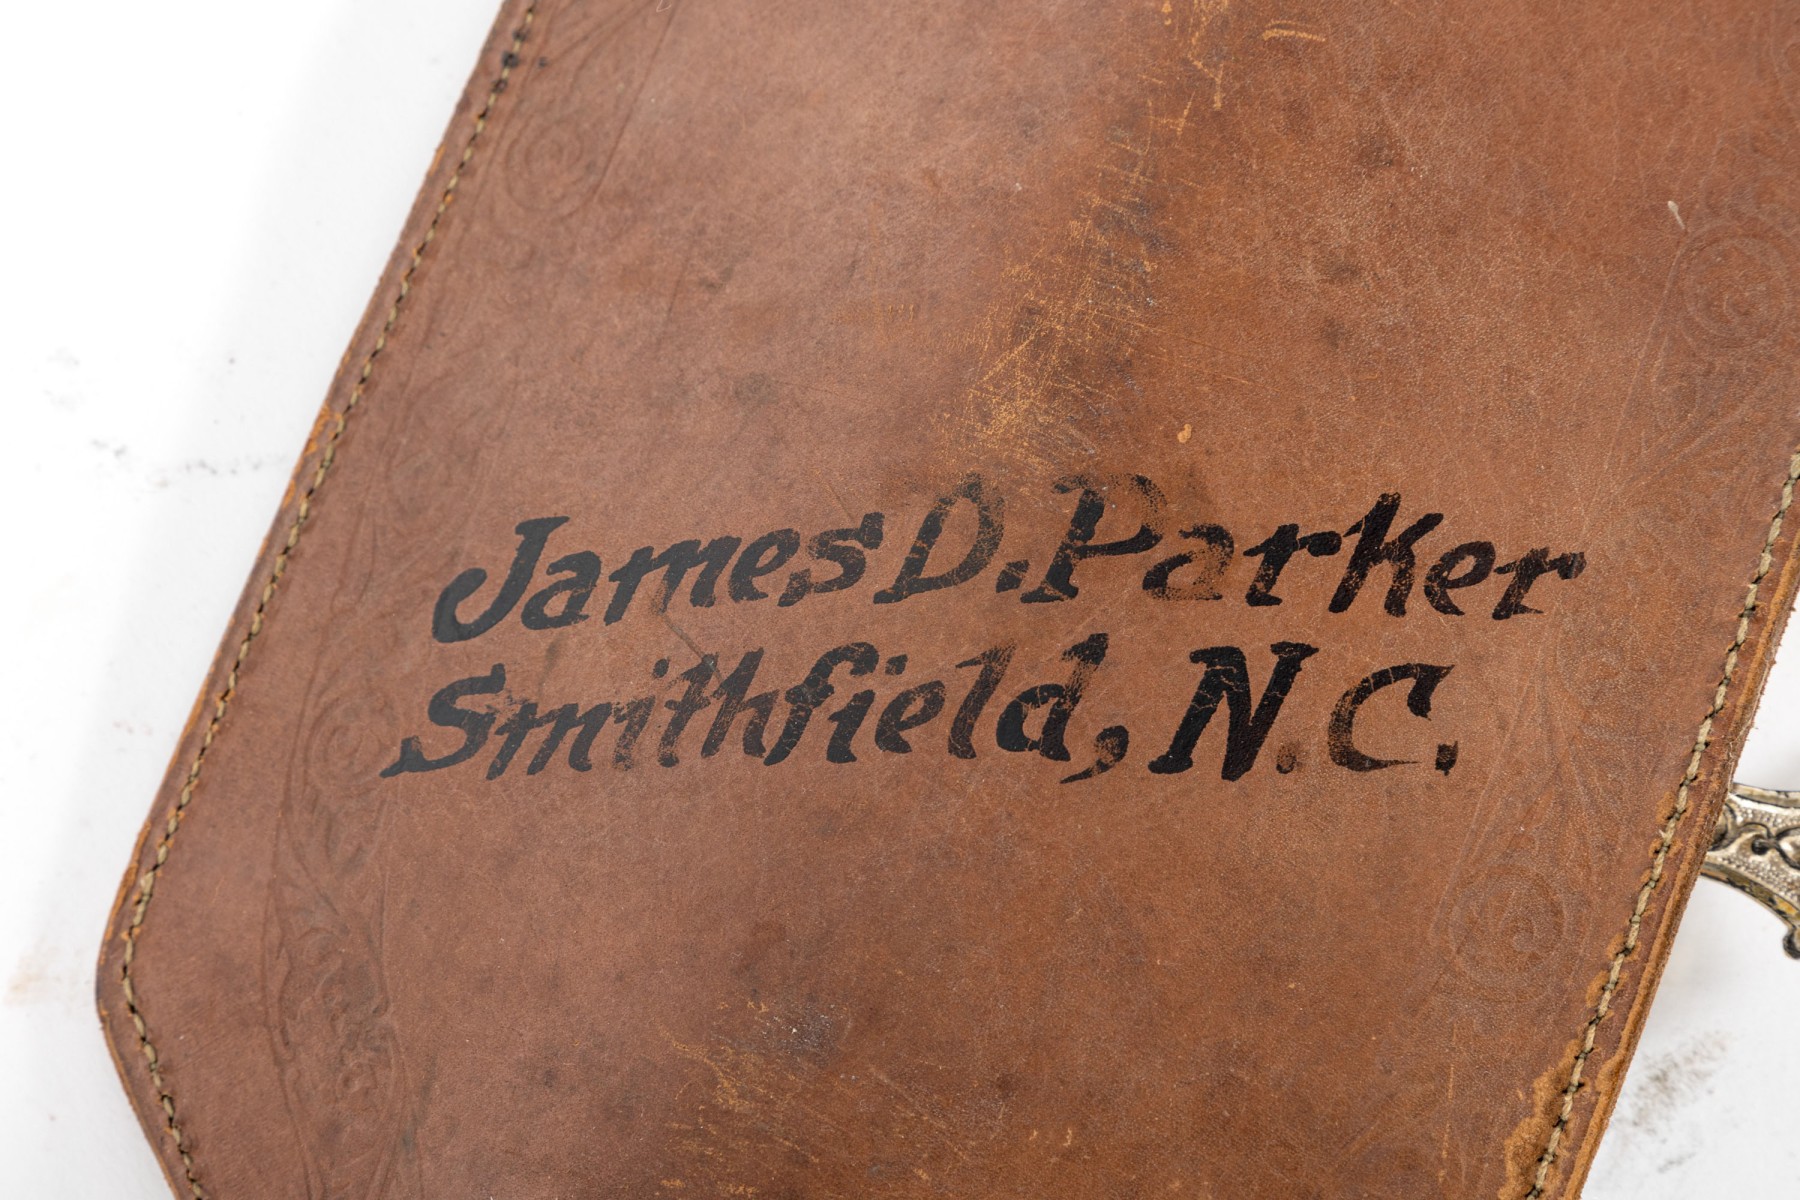 James D. Parker
Smithfield, N.C.